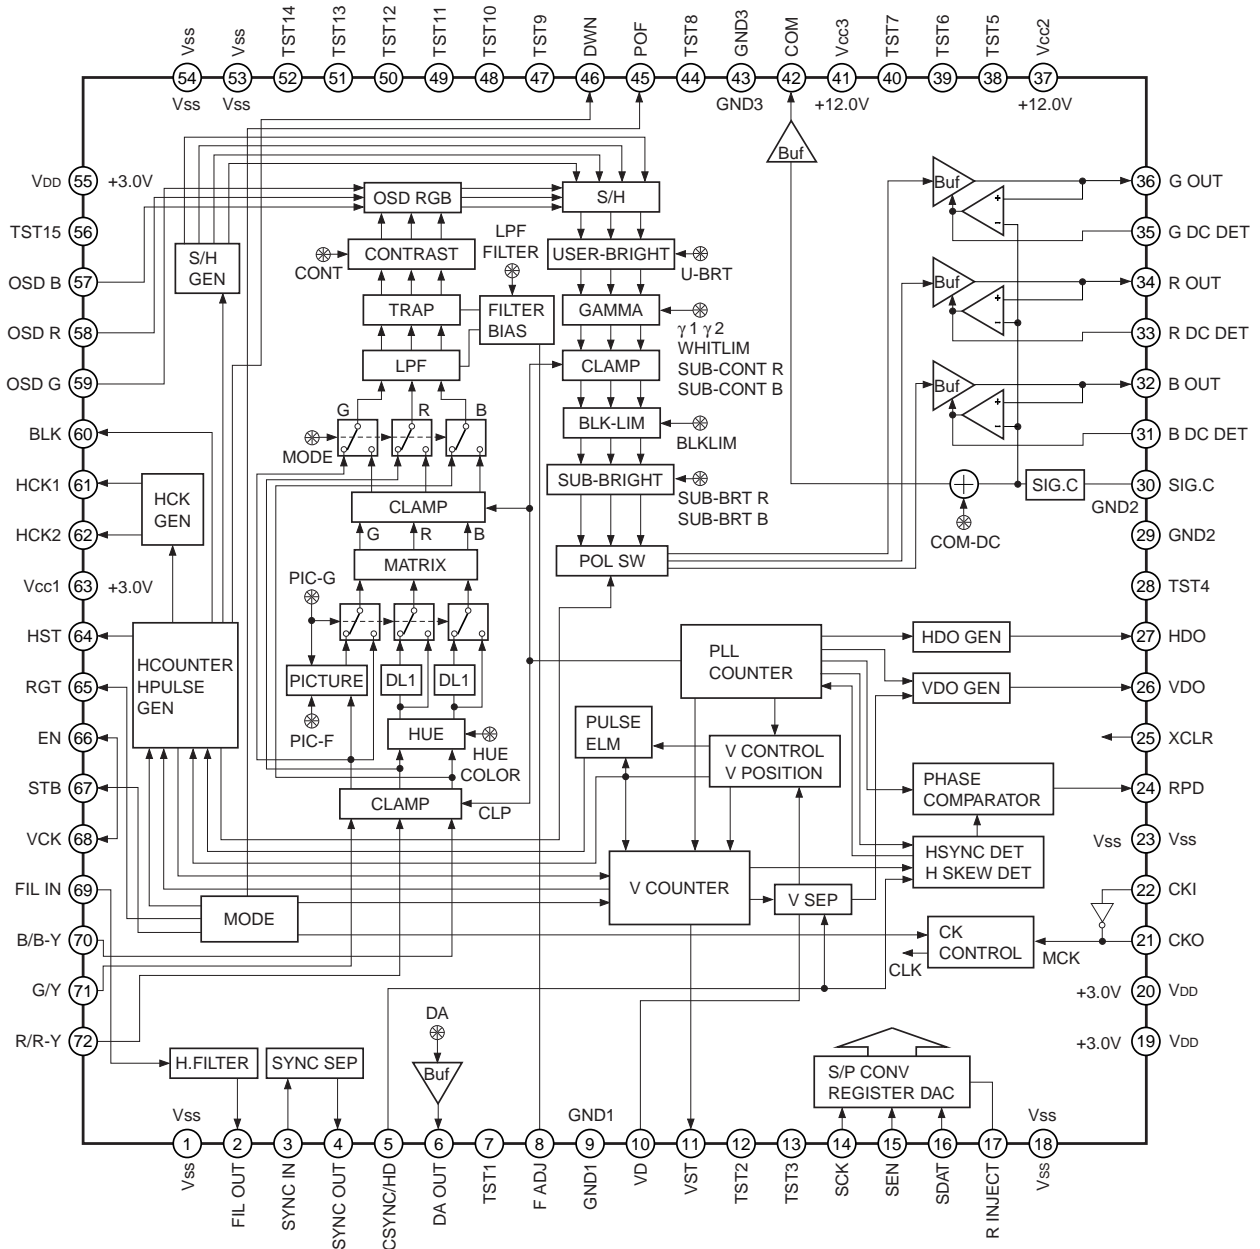 Vss
Vss
TST14
TST13
TST12
TST11
TST10
TST9
DWN
POF
TST8
GND3
COM
Vcc3
TST7
TST6
TST5
Vcc2
54
53
52
51
50
49
48
47
46
45
44
43
42
41
40
39
38
37
Vss
Vss
GND3
+12.0V
+12.0V
Buf
VDD 55 +3.0V
TST15 56
OSD B 57
OSD R 58
OSD G 59
BLK 60
HCK1 61
HCK2 62
Vcc1 63 +3.0V
HST 64
RGT 65
EN 66
STB 67
VCK 68
FIL IN 69
B/B-Y 70
G/Y 71
R/R-Y 72
S/H
GEN
HCK
GEN
HCOUNTER
HPULSE
GEN
MODE
OSD RGB
CONT
CONTRAST
LPF
FILTER
TRAP
FILTER
BIAS
LPF
G
R
B
MODE
CLAMP
G
R
B
MATRIX
PIC-G
PICTURE
DL1
DL1
PIC-F
HUE
HUE
COLOR
CLAMP
CLP
S/H
USER-BRIGHT
U-BRT
GAMMA
γ1 γ2
WHITLIM
SUB-CONT R
SUB-CONT B
CLAMP
BLK-LIM
BLKLIM
SUB-BRIGHT
SUB-BRT R
SUB-BRT B
POL SW
Buf
+
-
Buf
+
-
Buf
+
-
COM-DC
SIG.C
GND2
PLL
COUNTER
HDO GEN
VDO GEN
PULSE
ELM
V CONTROL
V POSITION
PHASE
COMPARATOR
HSYNC DET
H SKEW DET
V COUNTER
V SEP
CK
CONTROL
CLK
MCK
36 G OUT
35 G DC DET
34 R OUT
33 R DC DET
32 B OUT
31 B DC DET
30 SIG.C
29 GND2
28 TST4
27 HDO
26 VDO
25 XCLR
24 RPD
Vss 23 Vss
22 CKI
21 CKO
+3.0V 20 VDD
+3.0V 19 VDD
H.FILTER
SYNC SEP
DA
Buf
S/P CONV
REGISTER DAC
Vss
GND1
Vss
1
2
3
4
5
6
7
8
9
10
11
12
13
14
15
16
17
18
Vss
FIL OUT
SYNC IN
SYNC OUT
CSYNC/HD
DA OUT
TST1
F ADJ
GND1
VD
VST
TST2
TST3
SCK
SEN
SDAT
R INJECT
Vss